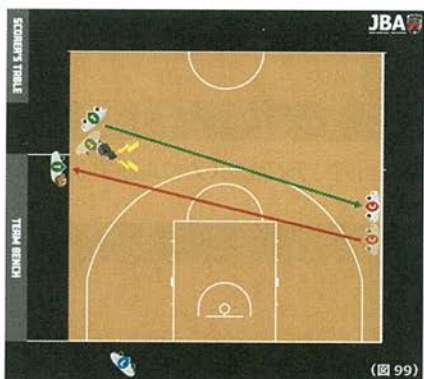 JBA
SCORER'S TABLE
TEAM BENCH
C
C
(図 99)